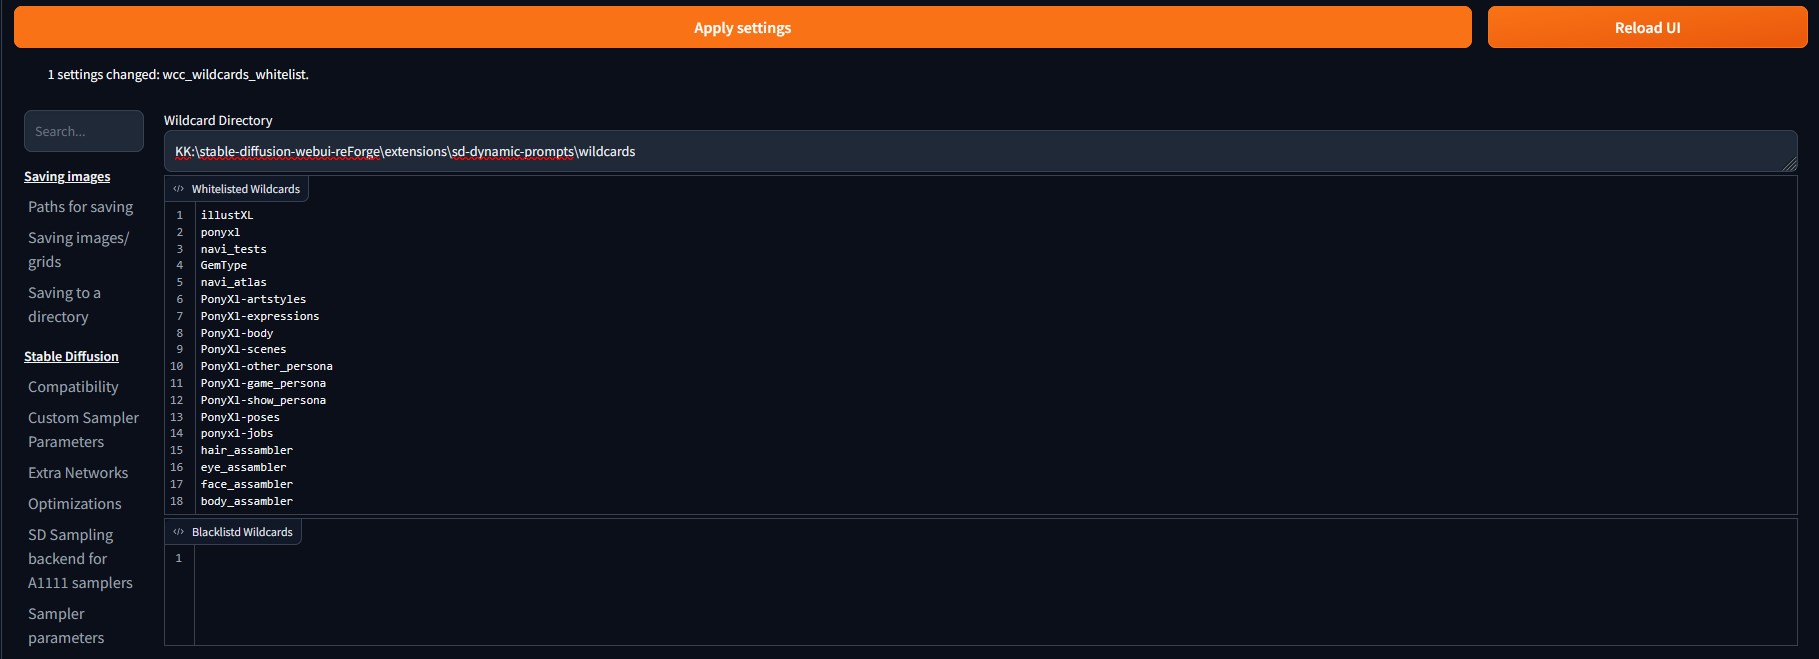 Apply settings
Reload UI
1 settings changed: wcc_wildcards_whitelist.
Search...
Saving images
Paths for saving
Saving images/
grids
Saving to a
directory
Stable Diffusion
Compatibility
Custom Sampler
Parameters
Extra Networks
Optimizations
SD Sampling
backend for
A1111 samplers
Sampler
parameters
Wildcard Directory
KK:\stable-diffusion-webui-reForge\extensions\sd-dynamic-prompts\wildcards
</> Whitelisted Wildcards
1 illustXL
2 ponyxl
3 navi_tests
4 GemType
5 navi_atlas
6 PonyXl-artstyles
7 PonyXl-expressions
8 PonyXl-body
9 PonyXl-scenes
10 PonyXl-other_persona
11 PonyXl-game_persona
12 PonyXl-show_persona
13 PonyXl-poses
14 ponyxl-jobs
15 hair_assambler
16 eye_assambler
17 face_assambler
18 body_assambler
</> Blacklistd Wildcards
1